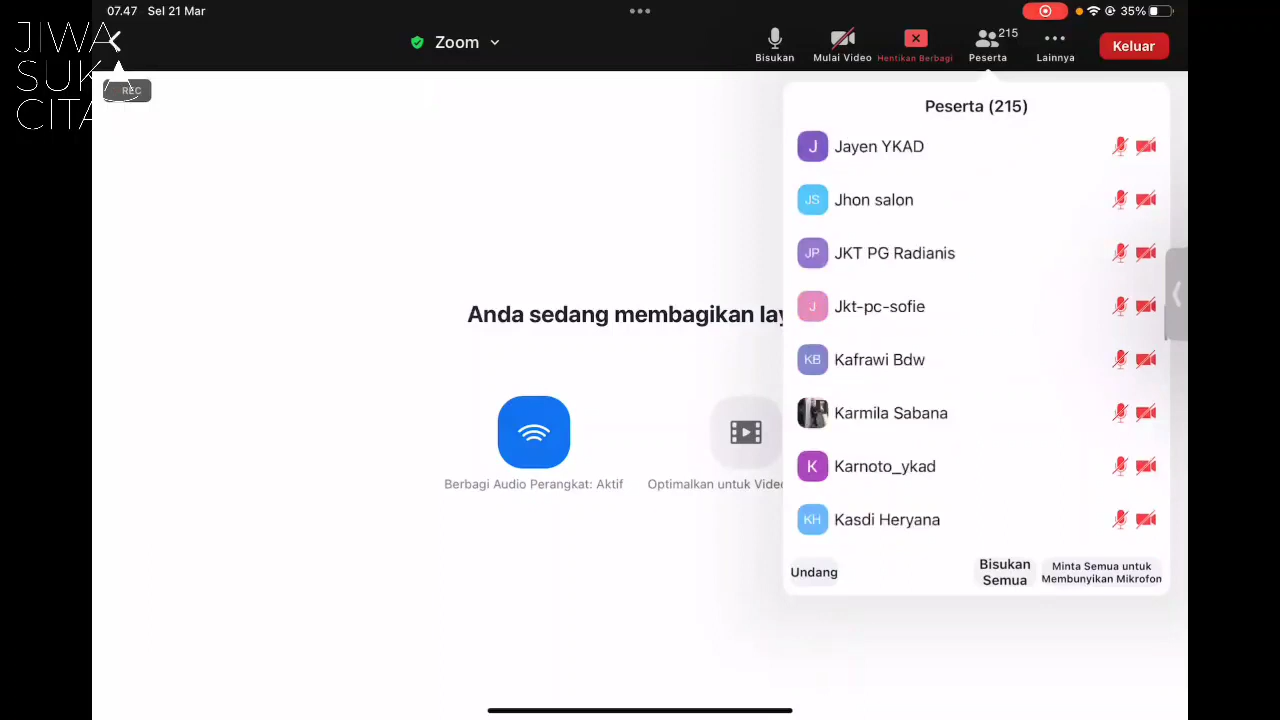 07.47 Sel 21 Mar
35%
JIWA
SUK
CITA
Zoom
Bisukan
Mulai Video
Hentikan Berbagi
215
Peserta
Lainnya
Keluar
REC
Peserta (215)
J Jayen YKAD
JS Jhon salon
JP JKT PG Radianis
J Jkt-pc-sofie
KB Kafrawi Bdw
Karmila Sabana
K Karnoto_ykad
KH Kasdi Heryana
Undang
Bisukan
Semua
Minta Semua untuk
Membunyikan Mikrofon
Anda sedang membagikan lay
Berbagi Audio Perangkat: Aktif
Optimalkan untuk Video